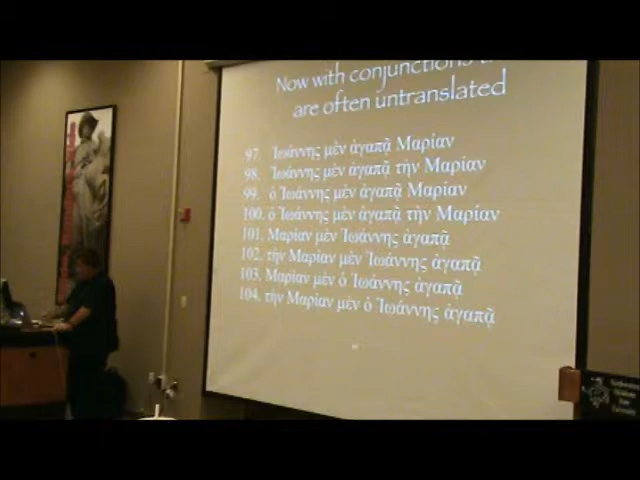 Now with conjunctions
are often untranslated
97. Ἰωάννης μὲν ἀγαπᾷ Μαρίαν
98. Ἰωάννης μὲν ἀγαπᾷ τὴν Μαρίαν
99. ὁ Ἰωάννης μὲν ἀγαπᾷ Μαρίαν
100. ὁ Ἰωάννης μὲν ἀγαπᾷ τὴν Μαρίαν
101. Μαρίαν μὲν Ἰωάννης ἀγαπᾷ
102. τὴν Μαρίαν μὲν Ἰωάννης ἀγαπᾷ
103. Μαρίαν μὲν ὁ Ἰωάννης ἀγαπᾷ
104. τὴν Μαρίαν μὲν ὁ Ἰωάννης ἀγαπᾷ